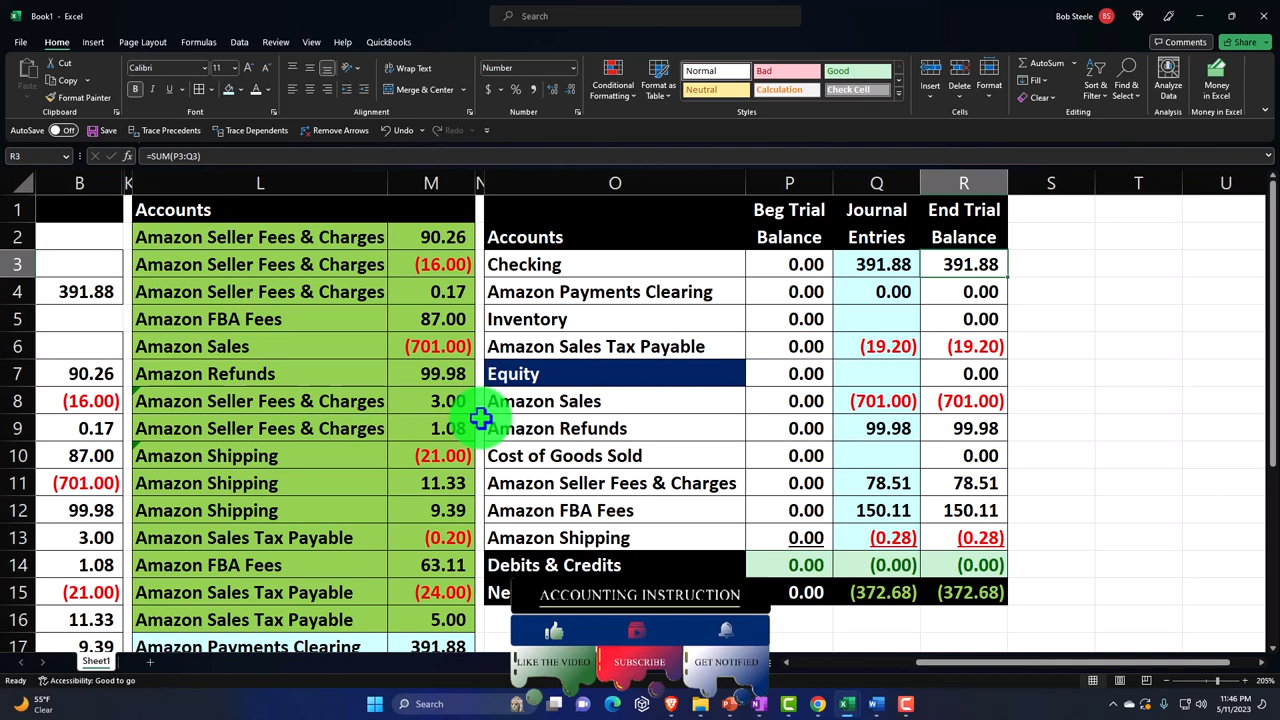 Book1 - Excel
Search
Bob Steele BS
File Home Insert Page Layout Formulas Data Review View Help QuickBooks
Comments Share
Cut
Copy
Format Painter
Paste
Clipboard
Calibri 11
B I U
Font
Wrap Text
Merge & Center
Alignment
Number
$ % 9
Number
Conditional Formatting
Format as Table
Normal Bad Good
Neutral Calculation Check Cell
Styles
Insert Delete Format
Cells
AutoSum
Fill
Clear
Sort & Filter
Find & Select
Editing
Analyze Data
Analysis
Money in Excel
Money in Excel
AutoSave Off Save Trace Precedents Trace Dependents Remove Arrows Undo Redo
R3 fx =SUM(P3:Q3)
B K L M N O P Q R S T U
1 Accounts Beg Trial Journal End Trial
2 Amazon Seller Fees & Charges 90.26 Accounts Balance Entries Balance
3 Amazon Seller Fees & Charges (16.00) Checking 0.00 391.88 391.88
4 391.88 Amazon Seller Fees & Charges 0.17 Amazon Payments Clearing 0.00 0.00 0.00
5 Amazon FBA Fees 87.00 Inventory 0.00 0.00
6 Amazon Sales (701.00) Amazon Sales Tax Payable 0.00 (19.20) (19.20)
7 90.26 Amazon Refunds 99.98 Equity 0.00 0.00
8 (16.00) Amazon Seller Fees & Charges 3.00 Amazon Sales 0.00 (701.00) (701.00)
9 0.17 Amazon Seller Fees & Charges 1.08 Amazon Refunds 0.00 99.98 99.98
10 87.00 Amazon Shipping (21.00) Cost of Goods Sold 0.00 0.00
11 (701.00) Amazon Shipping 11.33 Amazon Seller Fees & Charges 0.00 78.51 78.51
12 99.98 Amazon Shipping 9.39 Amazon FBA Fees 0.00 150.11 150.11
13 3.00 Amazon Sales Tax Payable (0.20) Amazon Shipping 0.00 (0.28) (0.28)
14 1.08 Amazon FBA Fees 63.11 Debits & Credits 0.00 (0.00) (0.00)
15 (21.00) Amazon Sales Tax Payable (24.00) Ne 0.00 (372.68) (372.68)
16 11.33 Amazon Sales Tax Payable 5.00
17 9.39 Amazon Payments Clearing 391.88
ACCOUNTING INSTRUCTION
LIKE THE VIDEO SUBSCRIBE GET NOTIFIED
Sheet1
Ready Accessibility: Good to go 205%
55°F
Clear
Search
11:46 PM
5/11/2023